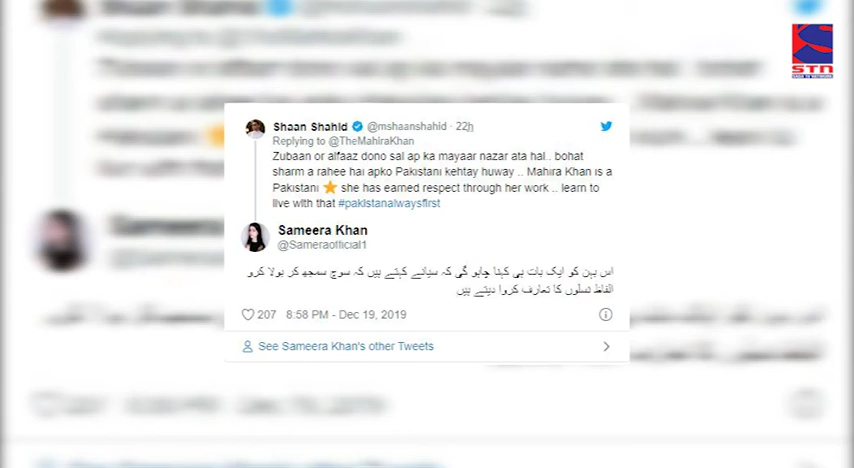 STN
Shaan Shahid @mshaanshahid · 22h
Replying to @TheMahiraKhan
Zubaan or alfaaz dono sai ap ka mayaar nazar ata hai.. bohat
sharm a rahee hai apko Pakistani kehtay huway .. Mahira Khan is a
Pakistani ⭐ she has earned respect through her work .. learn to
live with that #pakistanalwaysfirst
Sameera Khan
@Sameraofficial1
اس بہن کو ایک بات ہی کہنا چاہو گی کہ سیانے کہتے ہیں کہ سوچ سمجھ کر بولا کرو
الفاظ نسلوں کا تعارف کروا دیتے ہیں
207 8:58 PM - Dec 19, 2019
See Sameera Khan's other Tweets